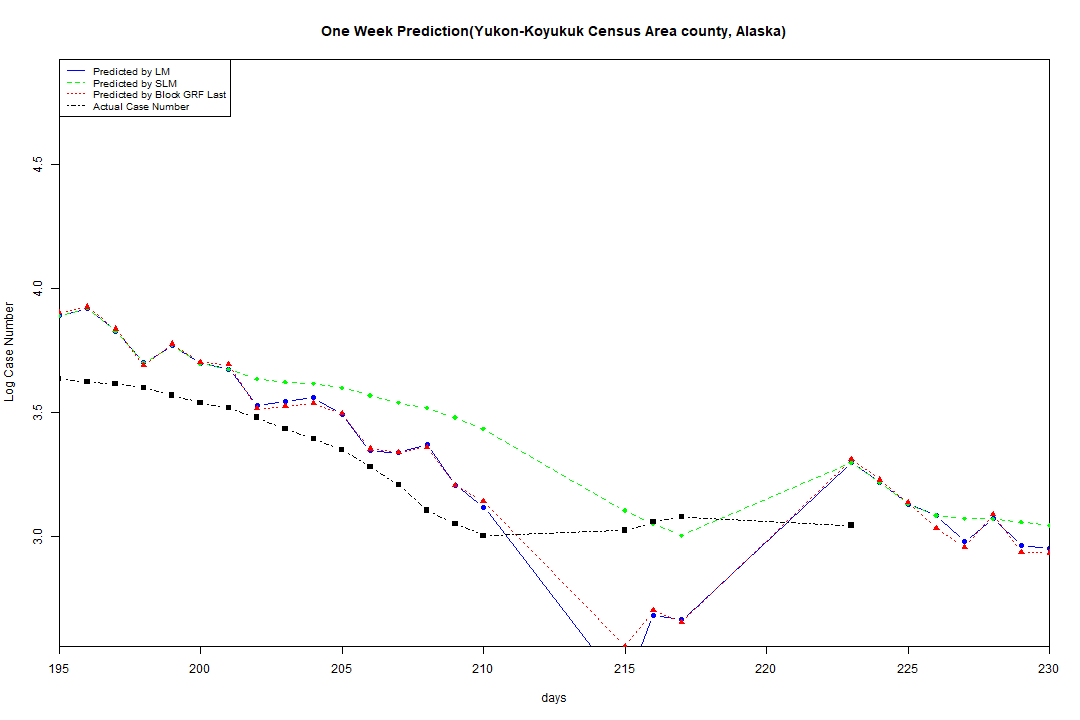 One Week Prediction(Yukon-Koyukuk Census Area county, Alaska)
Predicted by LM
Predicted by SLM
Predicted by Block GRF Last
Actual Case Number
Log Case Number
4.5
4.0
3.5
3.0
195 200 205 210 215 220 225 230
days